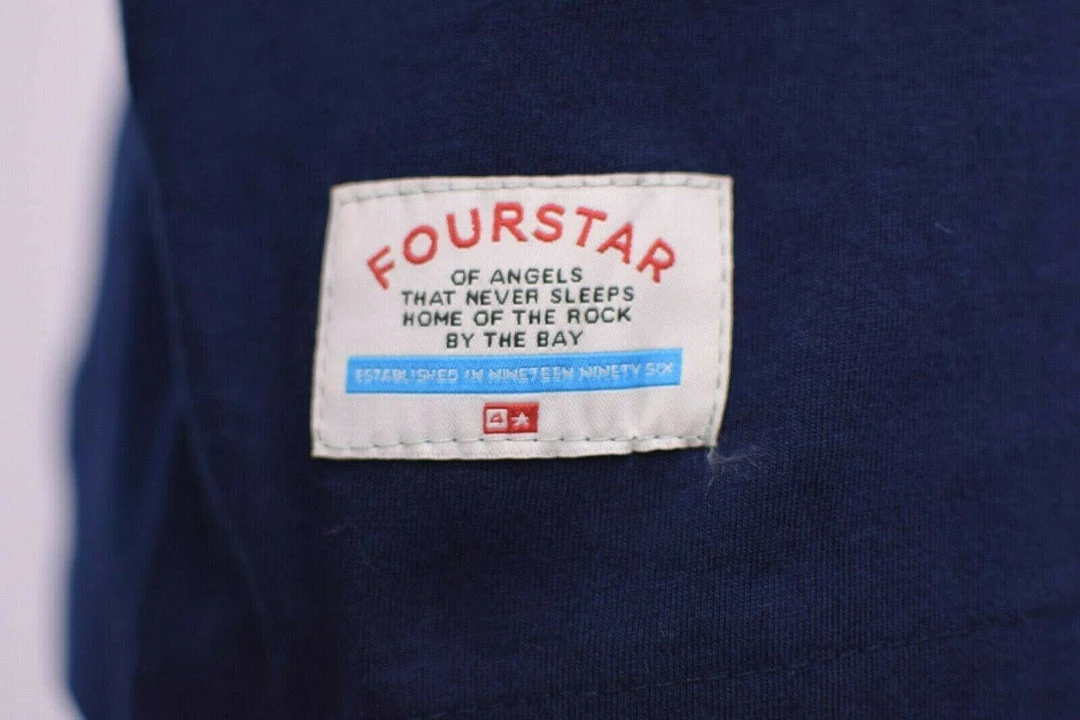 FOURSTAR
OF ANGELS
THAT NEVER SLEEPS
HOME OF THE ROCK
BY THE BAY
ESTABLISHED IN NINETEEN NINETY SIX
4★